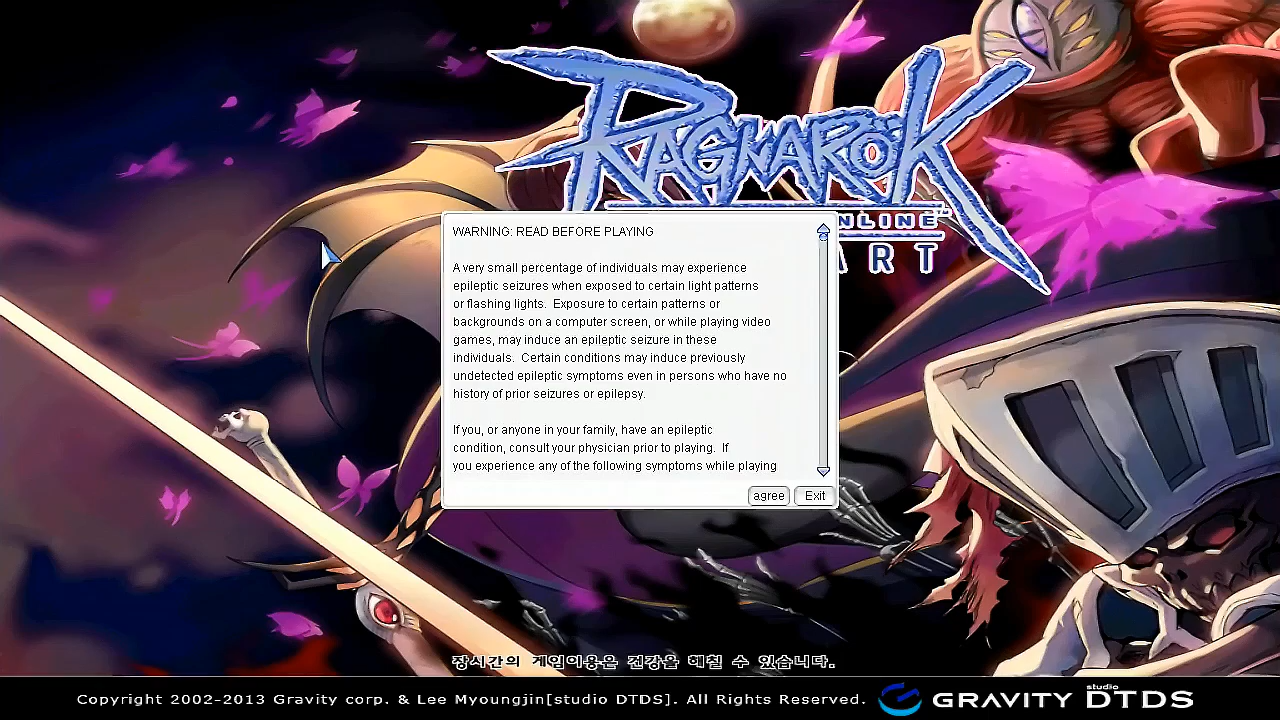 RAGNARÖK
NLINE™
ART
WARNING: READ BEFORE PLAYING
A very small percentage of individuals may experience
epileptic seizures when exposed to certain light patterns
or flashing lights. Exposure to certain patterns or
backgrounds on a computer screen, or while playing video
games, may induce an epileptic seizure in these
individuals. Certain conditions may induce previously
undetected epileptic symptoms even in persons who have no
history of prior seizures or epilepsy.
If you, or anyone in your family, have an epileptic
condition, consult your physician prior to playing. If
you experience any of the following symptoms while playing
agree Exit
장시간의 게임이용은 건강을 해칠 수 있습니다.
Copyright 2002-2013 Gravity corp. & Lee Myoungjin[studio DTDS]. All Rights Reserved. GRAVITY studio DTDS